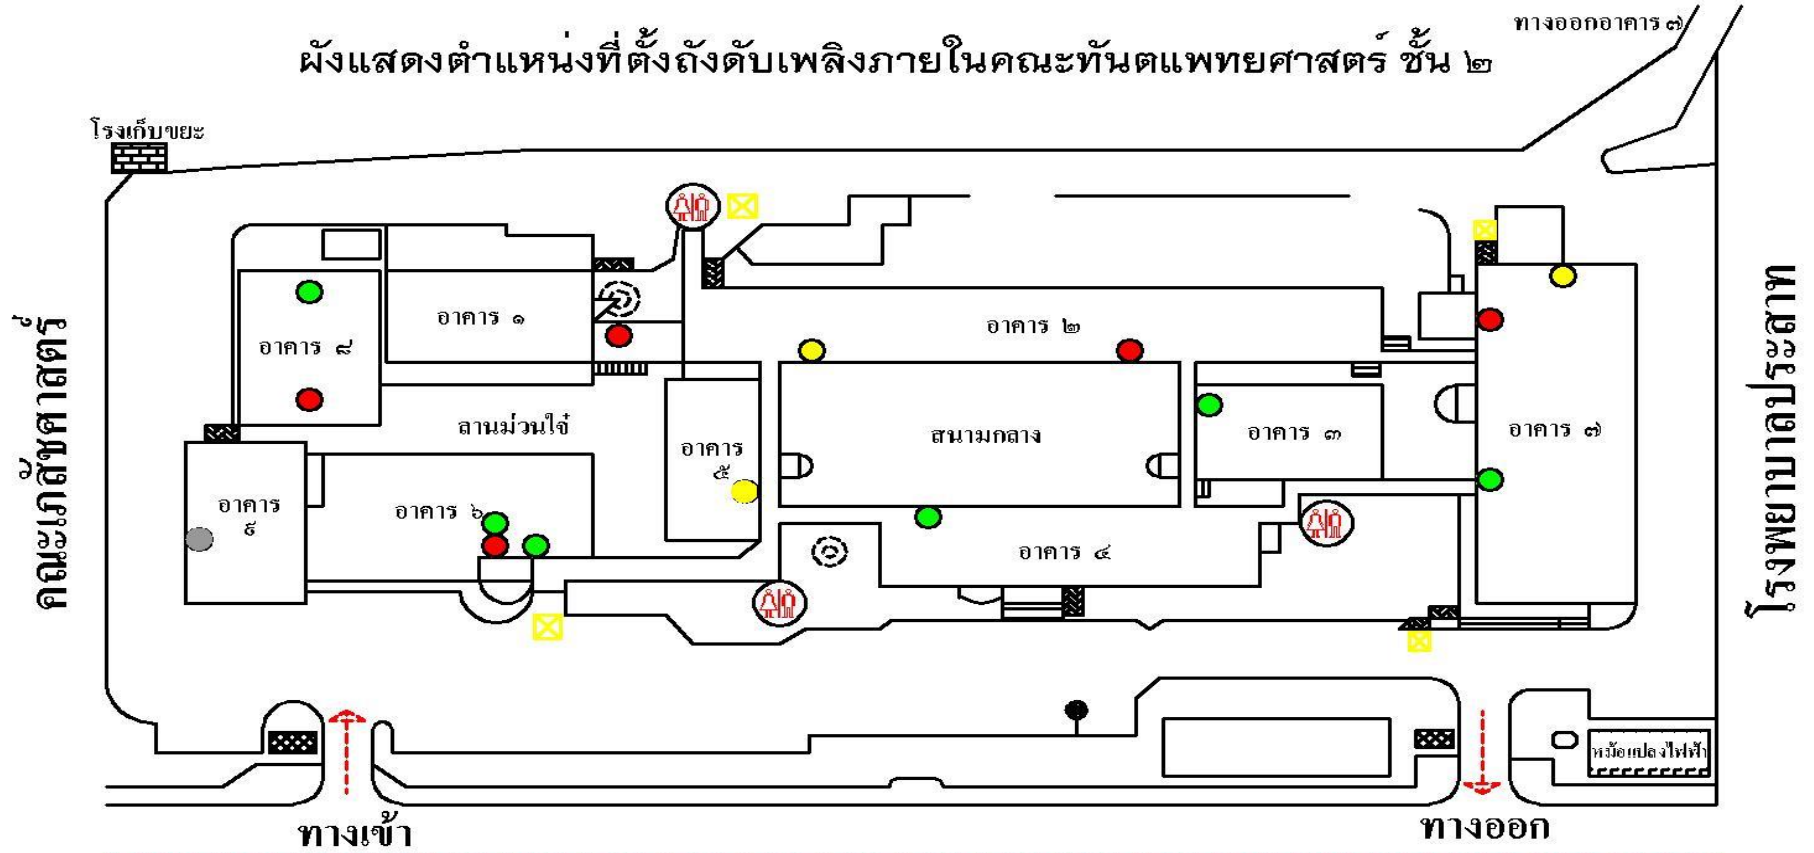 ทางออกอาคาร ๗
ผังแสดงตำแหน่งที่ตั้งถังดับเพลิงภายในคณะทันตแพทยศาสตร์ ชั้น ๒
โรงเก็บขยะ
คณะเภสัชศาสตร์
อาคาร ๘
อาคาร ๑
อาคาร ๒
ลานม่วนใจ๋
อาคาร
๕
สนามกลาง
อาคาร ๓
อาคาร ๗
โรงพยาบาลประสาท
อาคาร
๙
อาคาร ๖
อาคาร ๔
หม้อแปลงไฟฟ้า
ทางเข้า
ทางออก